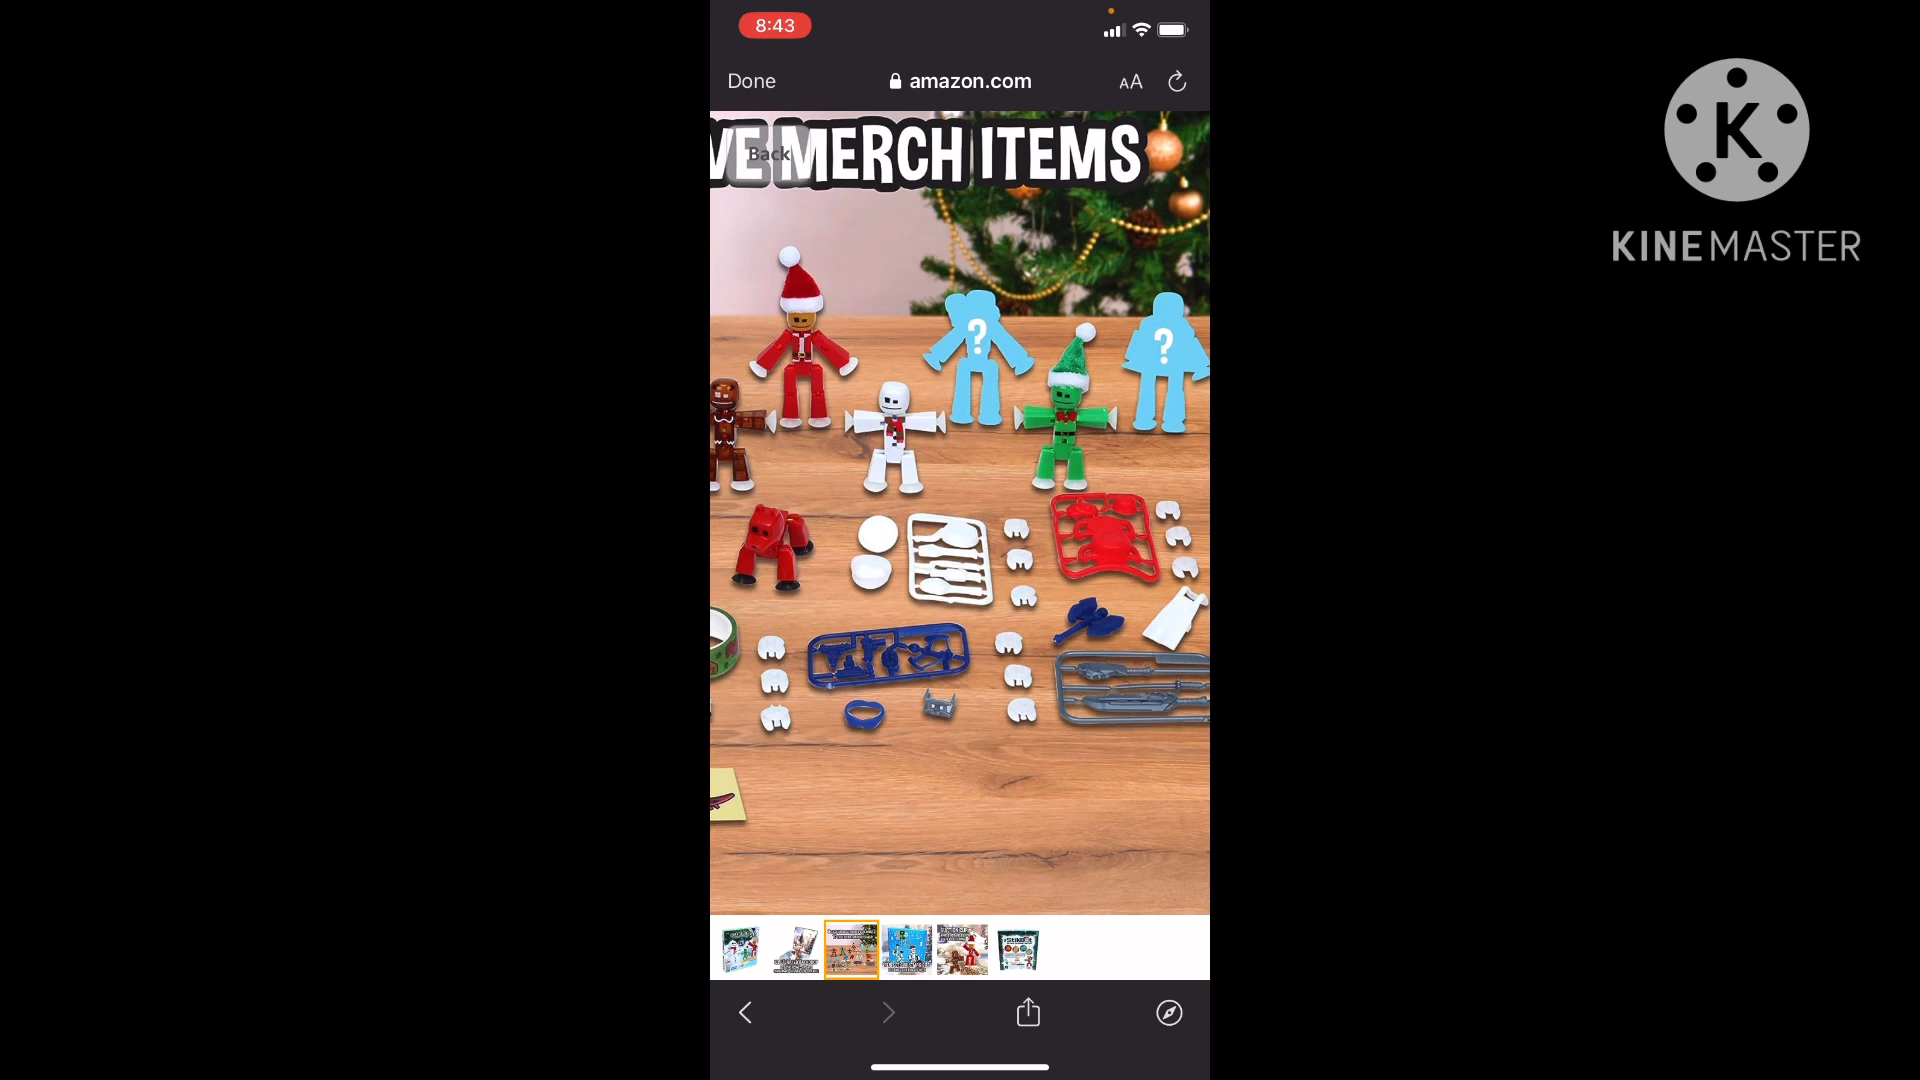 8:43
Done
amazon.com
AA
VE MERCH ITEMS
Back
?
?
K
KINEMASTER